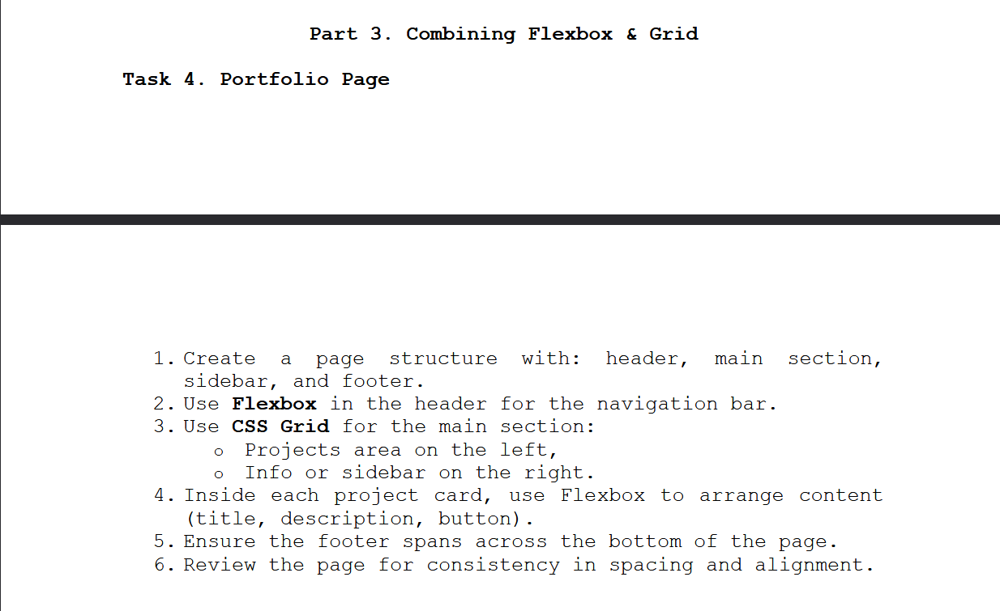 Part 3. Combining Flexbox & Grid
Task 4. Portfolio Page
1. Create a page structure with: header, main section,
sidebar, and footer.
2. Use Flexbox in the header for the navigation bar.
3. Use CSS Grid for the main section:
o Projects area on the left,
o Info or sidebar on the right.
4. Inside each project card, use Flexbox to arrange content
(title, description, button).
5. Ensure the footer spans across the bottom of the page.
6. Review the page for consistency in spacing and alignment.